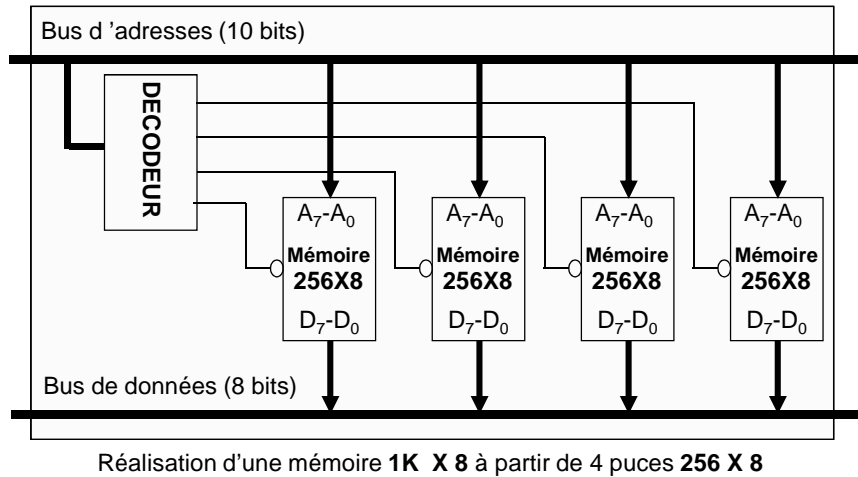 Bus d 'adresses (10 bits)
DECODEUR
A7-A0 A7-A0 A7-A0 A7-A0
Mémoire Mémoire Mémoire Mémoire
256X8 256X8 256X8 256X8
D7-D0 D7-D0 D7-D0 D7-D0
Bus de données (8 bits)
Réalisation d'une mémoire 1K X 8 à partir de 4 puces 256 X 8